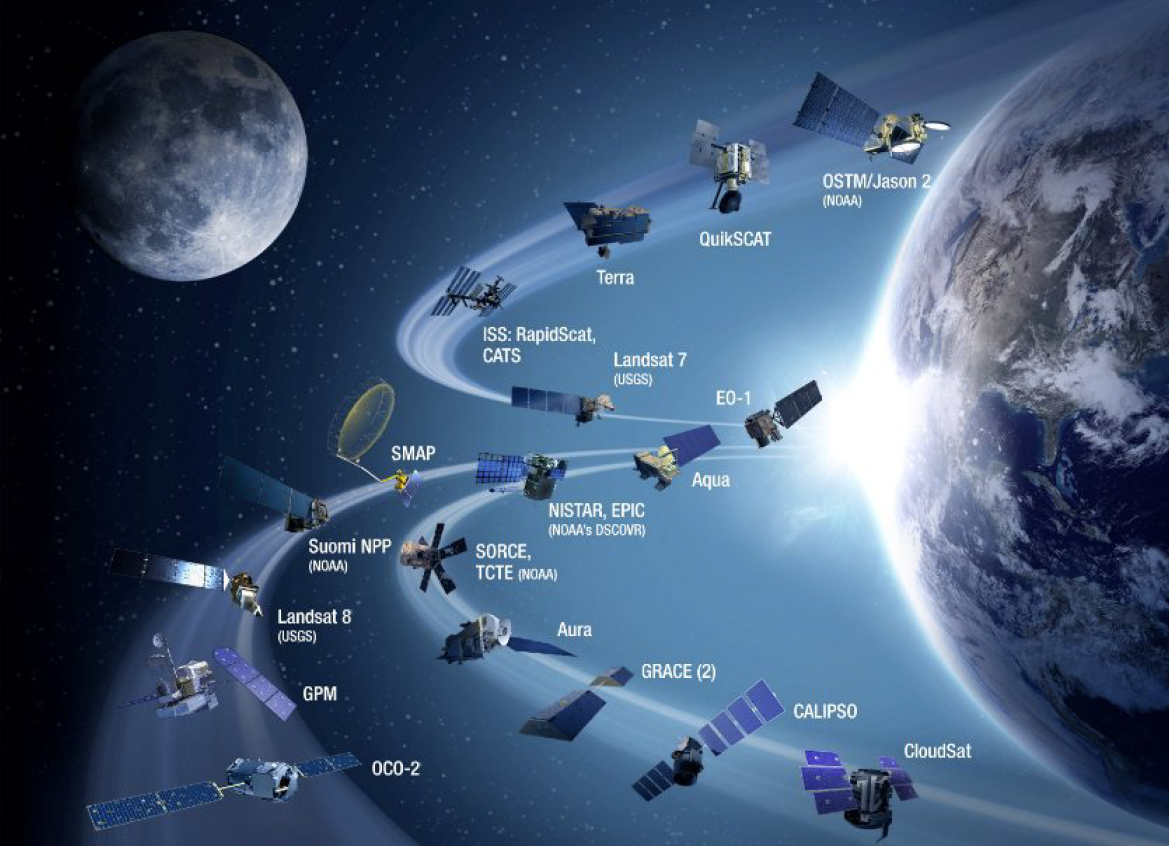 OSTM/Jason 2
(NOAA)
QuikSCAT
Terra
ISS: RapidScat,
CATS
Landsat 7
(USGS)
EO-1
SMAP
Aqua
NISTAR, EPIC
(NOAA's DSCOVR)
Suomi NPP
(NOAA)
SORCE,
TCTE (NOAA)
Landsat 8
(USGS)
Aura
GRACE (2)
GPM
CALIPSO
CloudSat
OCO-2